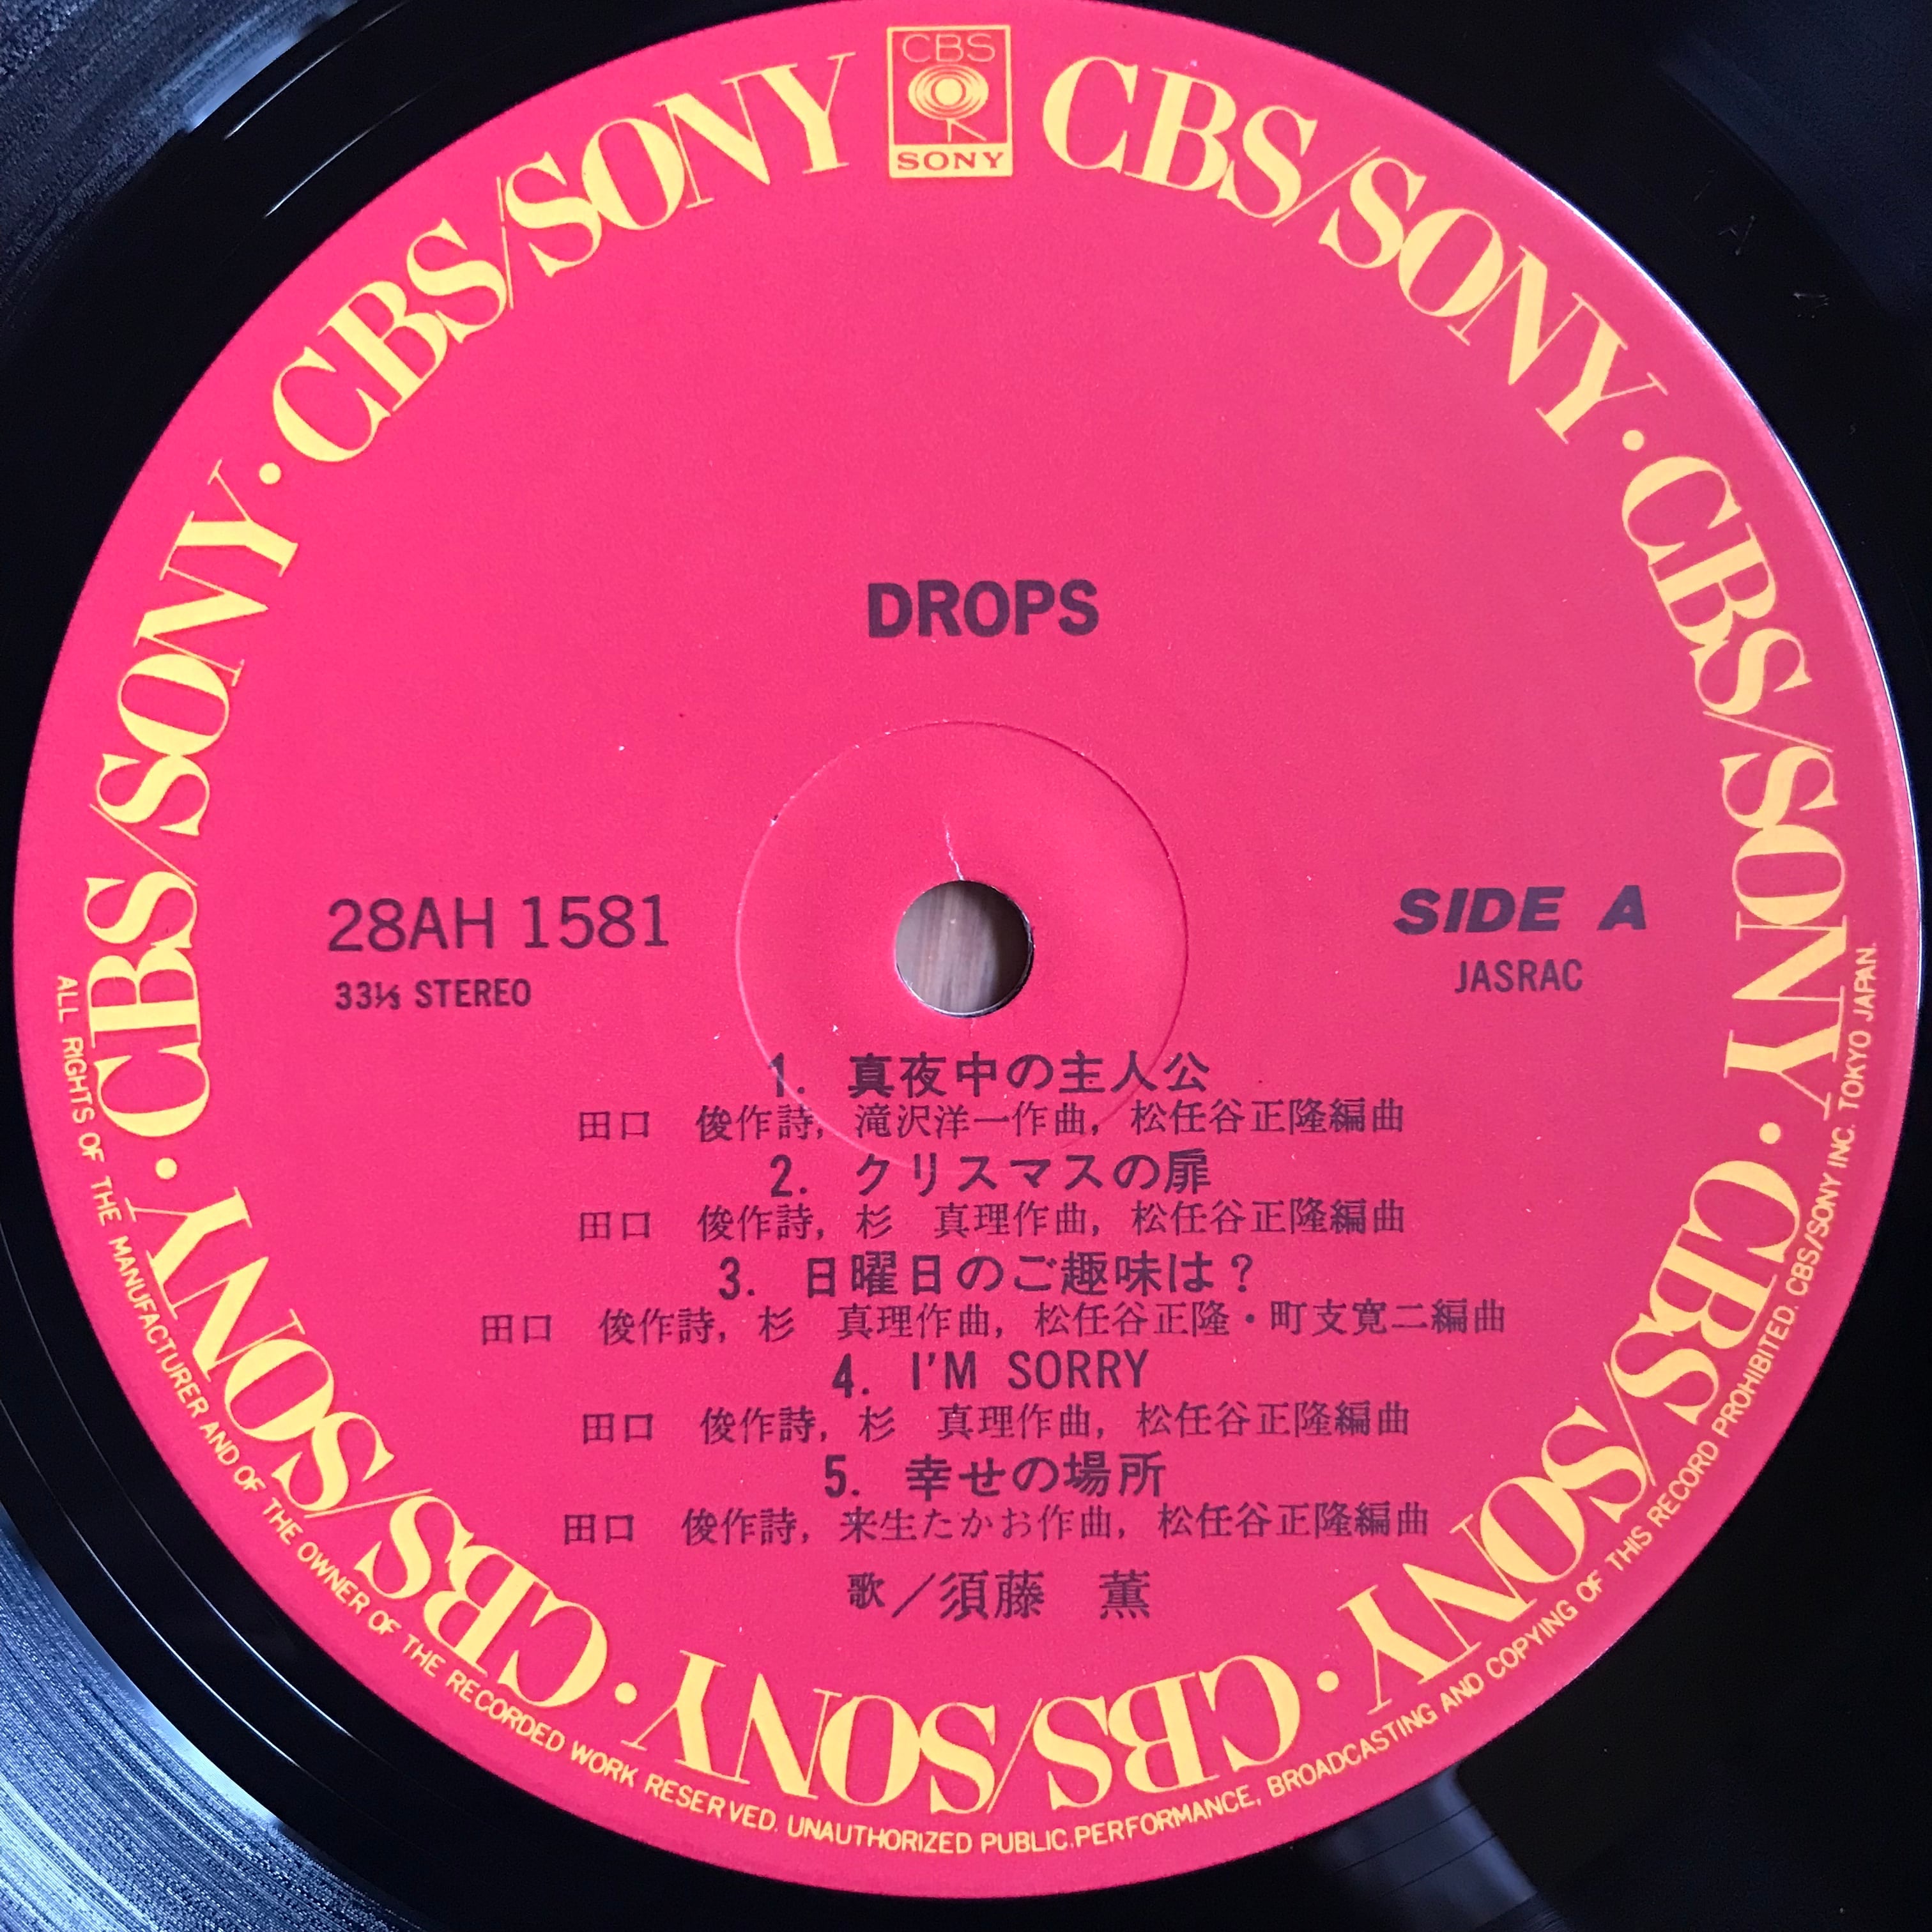 CBS
SONY
CBS/SONY · CBS/SONY · CBS/SONY · CBS/SONY · CBS/SONY · CBS/SONY · CBS/SONY
DROPS
28AH 1581
33⅓ STEREO
SIDE A
JASRAC
1. 真夜中の主人公
田口 俊作詩, 滝沢洋一作曲, 松任谷正隆編曲
2. クリスマスの扉
田口 俊作詩, 杉 真理作曲, 松任谷正隆編曲
3. 日曜日のご趣味は?
田口 俊作詩, 杉 真理作曲, 松任谷正隆・町支寛二編曲
4. I'M SORRY
田口 俊作詩, 杉 真理作曲, 松任谷正隆編曲
5. 幸せの場所
田口 俊作詩, 来生たかお作曲, 松任谷正隆編曲
歌/須藤 薫
ALL RIGHTS OF THE MANUFACTURER AND OF THE OWNER OF THE RECORDED WORK RESERVED. UNAUTHORIZED PUBLIC.PERFORMANCE, BROADCASTING AND COPYING OF THIS RECORD PROHIBITED. CBS/SONY INC. TOKYO JAPAN.